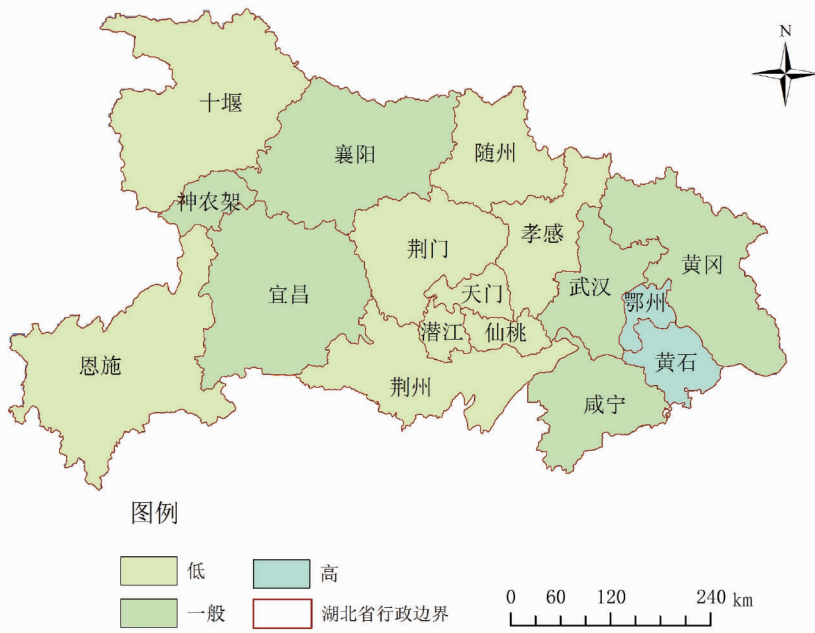 N
十堰
襄阳
随州
神农架
孝感
荆门
黄冈
宜昌
天门
武汉
鄂州
潜江
仙桃
恩施
黄石
荆州
咸宁
图例
低
高
一般
湖北省行政边界
0 60 120 240 km